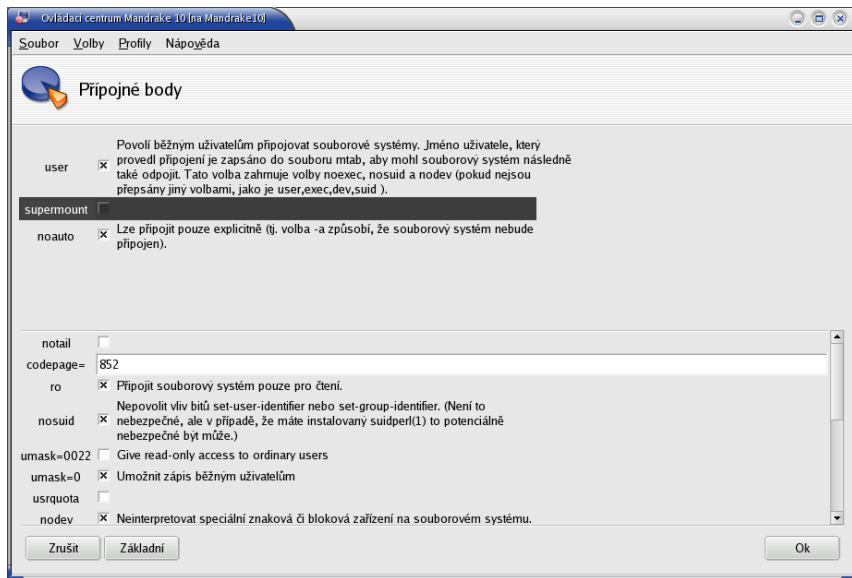 Ovládací centrum Mandrake 10 [na Mandrake10]
Soubor Volby Profily Nápověda
Přípojné body
user
Povolí běžným uživatelům připojovat souborové systémy. Jméno uživatele, který
provedl připojení je zapsáno do souboru mtab, aby mohl souborový systém následně
také odpojit. Tato volba zahrnuje volby noexec, nosuid a nodev (pokud nejsou
přepsány jiný volbami, jako je user,exec,dev,suid ).
supermount
noauto
Lze připojit pouze explicitně (tj. volba -a způsobí, že souborový systém nebude
připojen).
notail
codepage= 852
ro Připojit souborový systém pouze pro čtení.
nosuid
Nepovolit vliv bitů set-user-identifier nebo set-group-identifier. (Není to
nebezpečné, ale v případě, že máte instalovaný suidperl(1) to potenciálně
nebezpečné být může.)
umask=0022 Give read-only access to ordinary users
umask=0 Umožnit zápis běžným uživatelům
usrquota
nodev Neinterpretovat speciální znaková či bloková zařízení na souborovém systému.
Zrušit Základní Ok